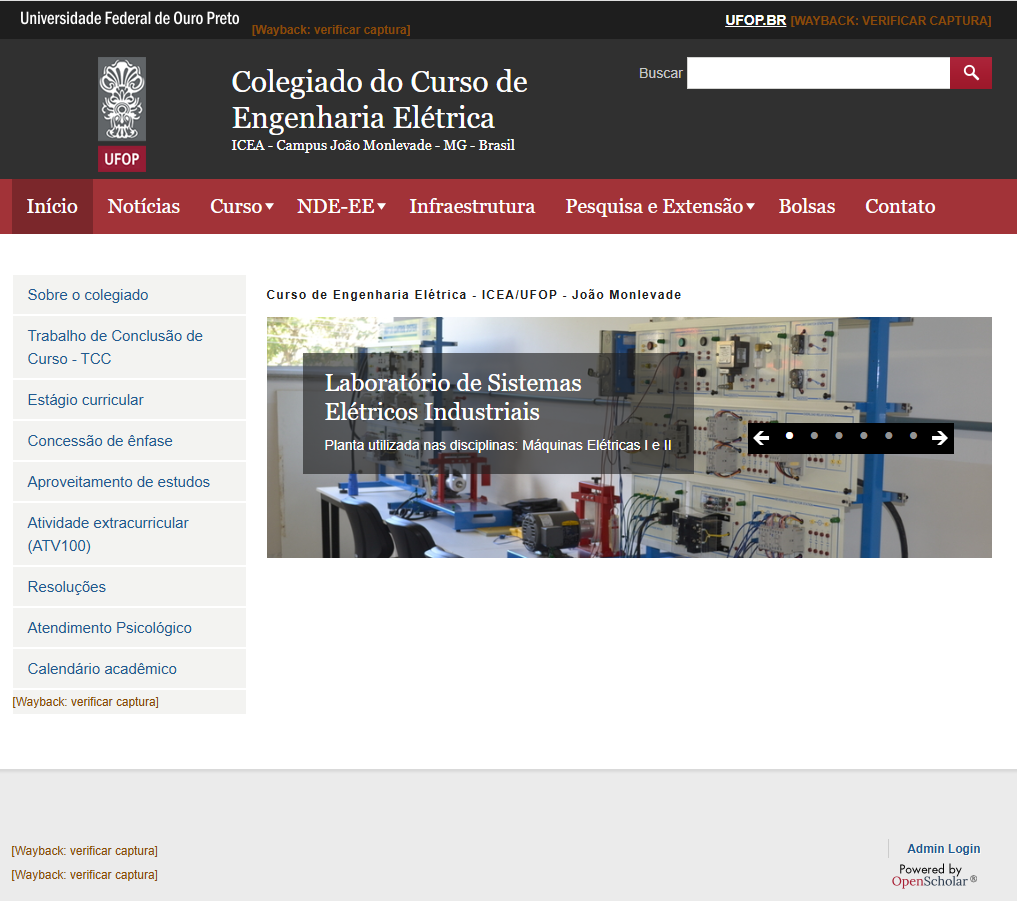 Universidade Federal de Ouro Preto
[Wayback: verificar captura]
UFOP.BR [WAYBACK: VERIFICAR CAPTURA]
UFOP
Colegiado do Curso de
Engenharia Elétrica
ICEA - Campus João Monlevade - MG - Brasil
Buscar
Início Notícias Curso NDE-EE Infraestrutura Pesquisa e Extensão Bolsas Contato
Sobre o colegiado
Trabalho de Conclusão de
Curso - TCC
Estágio curricular
Concessão de ênfase
Aproveitamento de estudos
Atividade extracurricular
(ATV100)
Resoluções
Atendimento Psicológico
Calendário acadêmico
[Wayback: verificar captura]
Curso de Engenharia Elétrica - ICEA/UFOP - João Monlevade
Laboratório de Sistemas
Elétricos Industriais
Planta utilizada nas disciplinas: Máquinas Elétricas I e II
[Wayback: verificar captura]
[Wayback: verificar captura]
Admin Login
Powered by
OpenScholar®